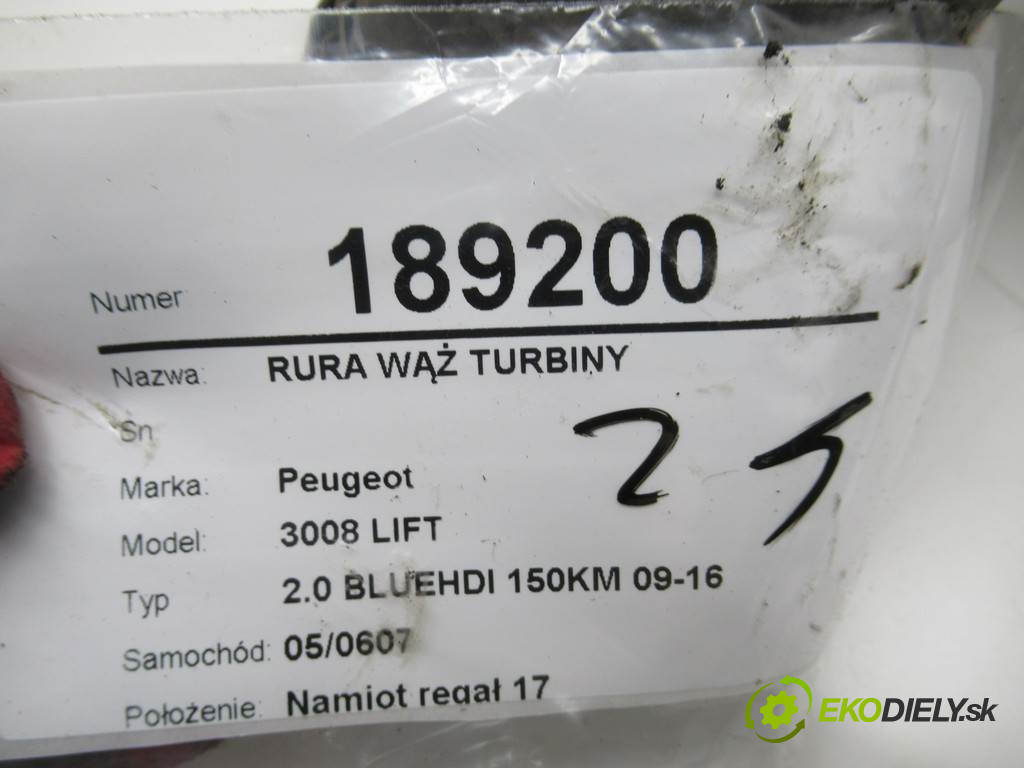 Numer 189200
Nazwa: RURA WĄŻ TURBINY
Sn
2
Marka: Peugeot
Model: 3008 LIFT
Typ 2.0 BLUEHDI 150KM 09-16
Samochód: 05/0607
Położenie: Namiot regał 17
EKODIELY.sk